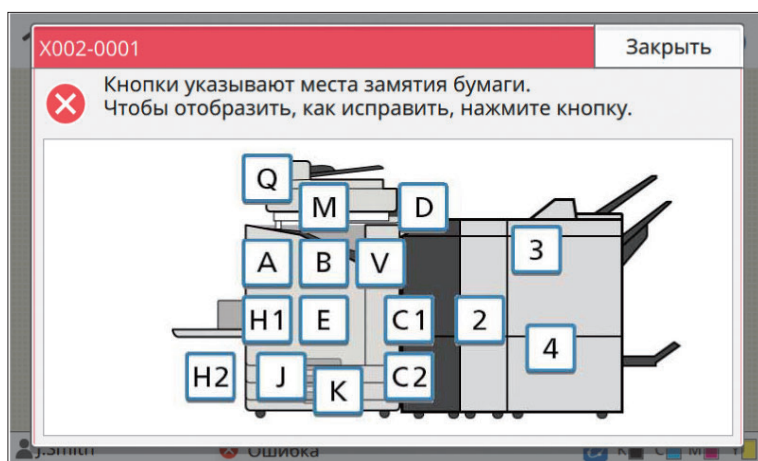 X002-0001
Закрыть
Кнопки указывают места замятия бумаги.
Чтобы отобразить, как исправить, нажмите кнопку.
Q
M
D
A
B
V
3
H1
E
C1
2
4
H2
J
K
C2
J.Smith
Ошибка
K
C
M
Y